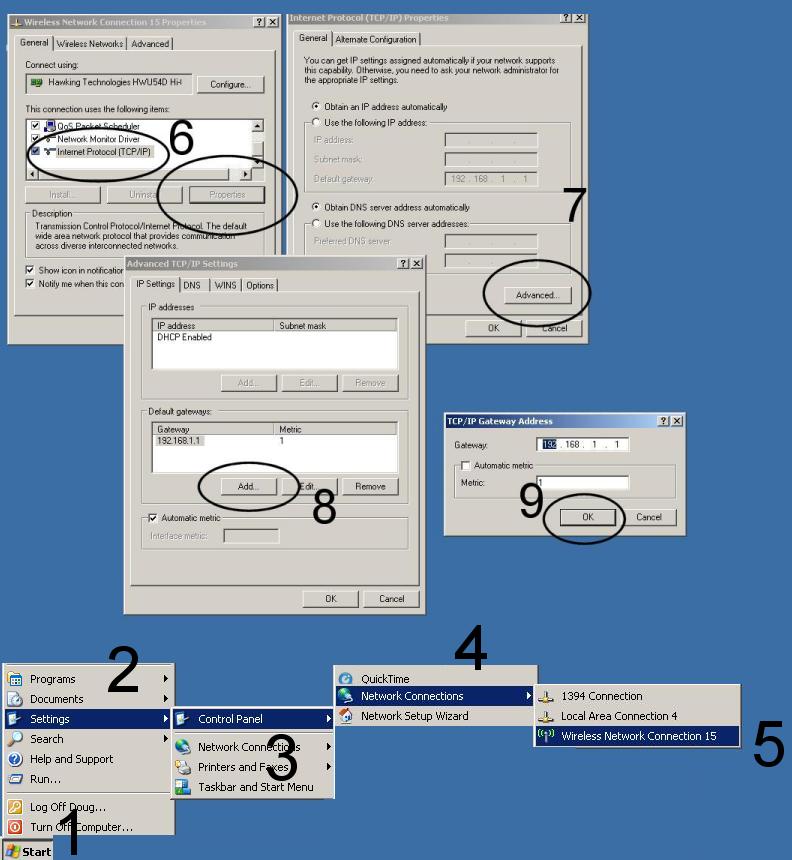 Wireless Network Connection 15 Properties
General
Wireless Networks
Advanced
Connect using:
Hawking Technologies HWU54D Hi-
Configure...
This connection uses the following items:
QoS Packet Scheduler
Network Monitor Driver
Internet Protocol (TCP/IP)
6
Install...
Uninsta
Properties
Description
Transmission Control Protocol/Internet Protocol. The default
wide area network protocol that provides communication
across diverse interconnected networks.
Show icon in notification
Notify me when this con
Internet Protocol (TCP/IP) Properties
General
Alternate Configuration
You can get IP settings assigned automatically if your network supports
this capability. Otherwise, you need to ask your network administrator for
the appropriate IP settings.
Obtain an IP address automatically
Use the following IP address:
IP address:
Subnet mask:
Default gateway:
192 . 168 . 1 . 1
7
Obtain DNS server address automatically
Use the following DNS server addresses:
Preferred DNS server:
Advanced...
OK
Cancel
Advanced TCP/IP Settings
IP Settings
DNS
WINS
Options
IP addresses
IP address
Subnet mask
DHCP Enabled
Add...
Edit...
Remove
Default gateways:
Gateway
Metric
192.168.1.1
1
Add...
Edit...
Remove
8
Automatic metric
Interface metric:
OK
Cancel
TCP/IP Gateway Address
Gateway:
192 . 168 . 1 . 1
Automatic metric
Metric:
1
9
OK
Cancel
2
Programs
Documents
Settings
Search
Help and Support
Run...
Log Off Doug...
Turn Off Computer...
1
Start
Control Panel
3
Network Connections
Printers and Faxes
Taskbar and Start Menu
4
QuickTime
Network Connections
Network Setup Wizard
1394 Connection
Local Area Connection 4
Wireless Network Connection 15
5